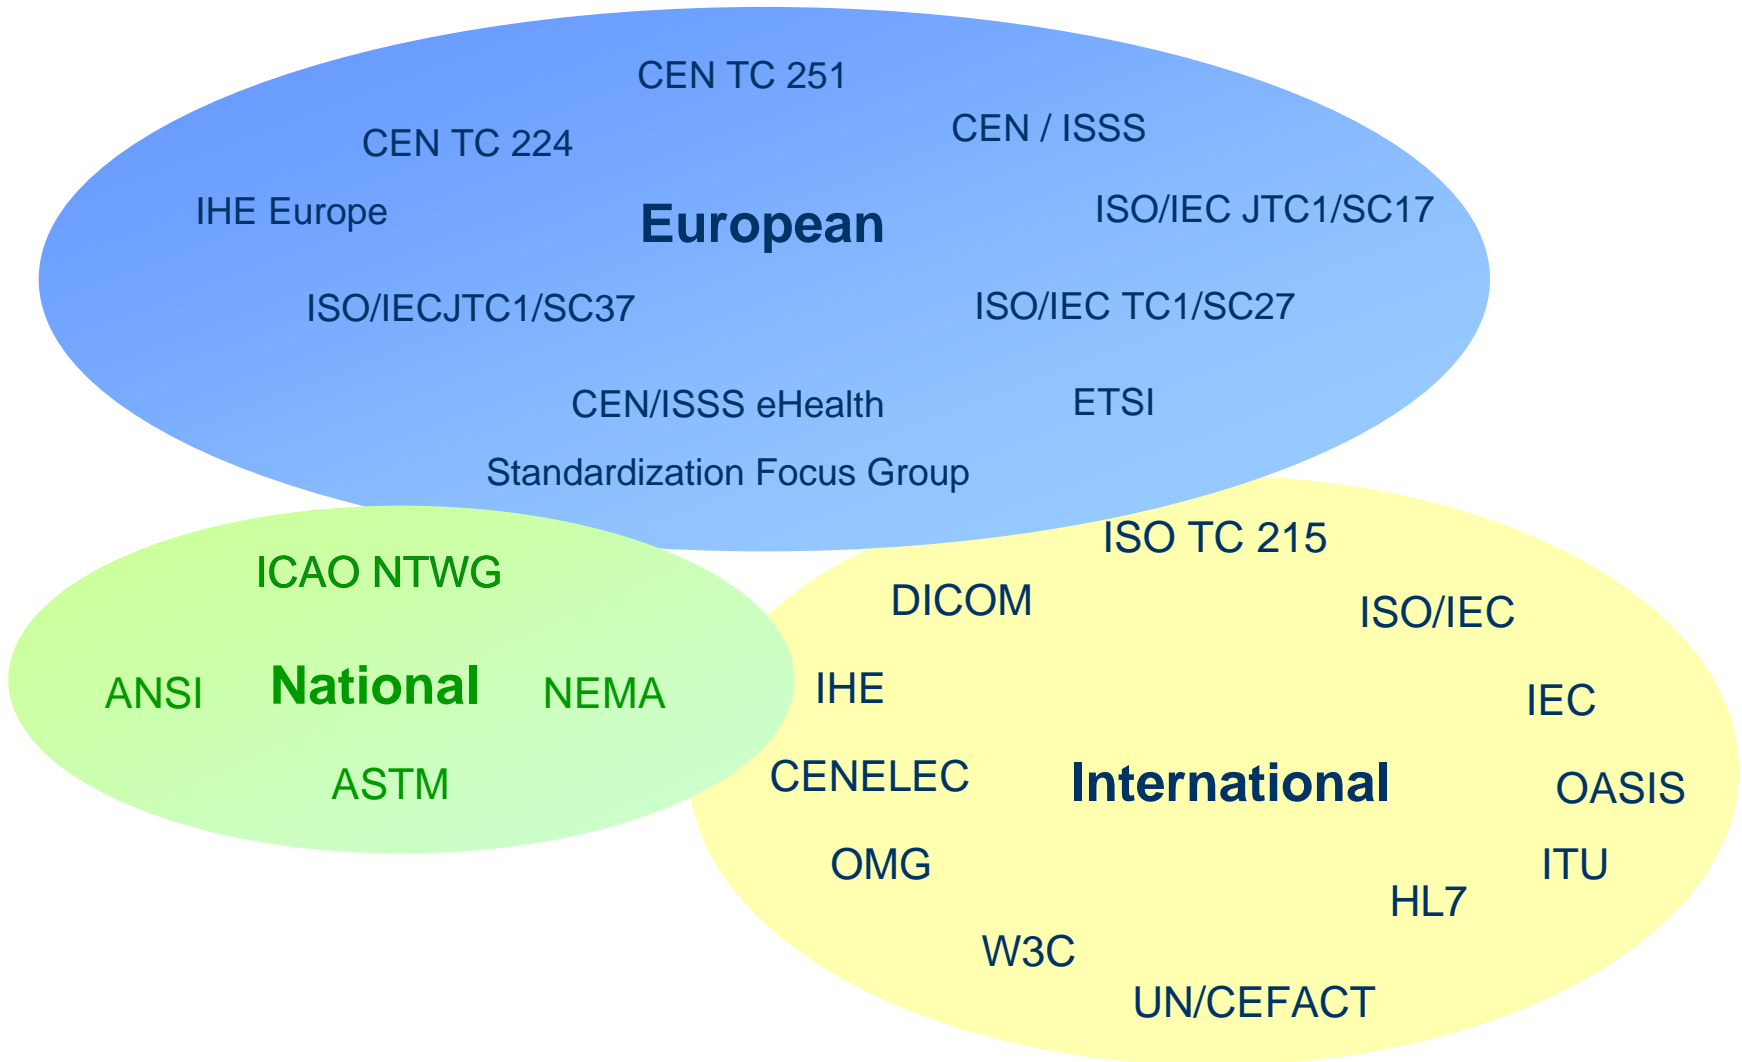 CEN TC 251
CEN / ISSS
CEN TC 224
IHE Europe
European
ISO/IEC JTC1/SC17
ISO/IECJTC1/SC37
ISO/IEC TC1/SC27
CEN/ISSS eHealth
Standardization Focus Group
ETSI
ICAO NTWG
ANSI
National
NEMA
ASTM
ISO TC 215
DICOM
ISO/IEC
IHE
IEC
CENELEC
International
OASIS
OMG
ITU
HL7
W3C
UN/CEFACT